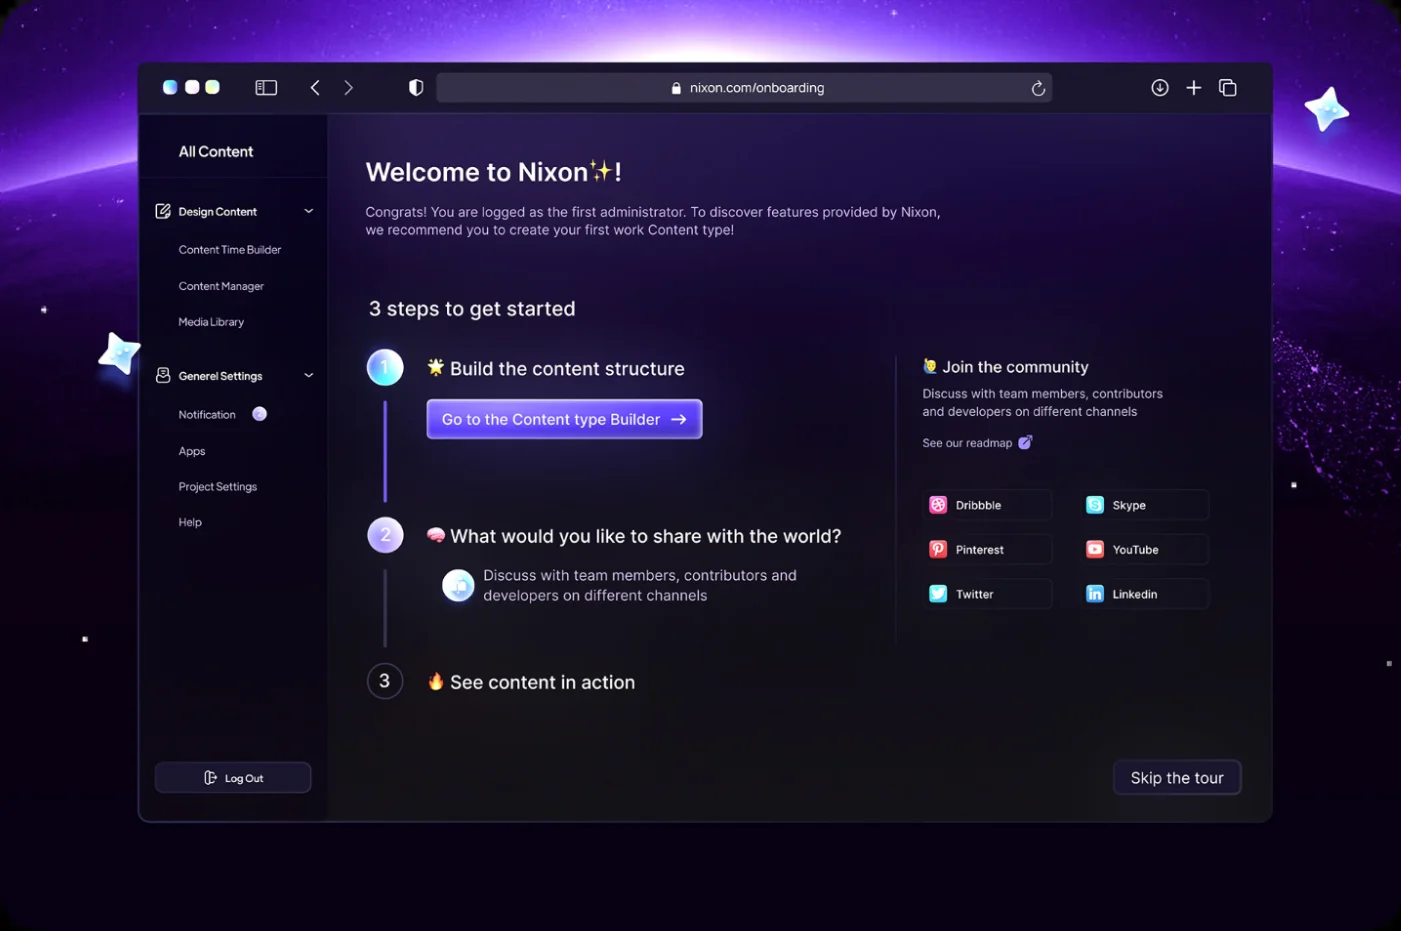 nixon.com/onboarding
All Content
Design Content
Content Time Builder
Content Manager
Media Library
Generel Settings
Notification
Apps
Project Settings
Help
Log Out
Welcome to Nixon✨!
Congrats! You are logged as the first administrator. To discover features provided by Nixon,
we recommend you to create your first work Content type!
3 steps to get started
1
🌟 Build the content structure
Go to the Content type Builder →
2
🧠 What would you like to share with the world?
Discuss with team members, contributors and
developers on different channels
3
🔥 See content in action
🙋‍♂️ Join the community
Discuss with team members, contributors
and developers on different channels
See our readmap
Dribbble
Skype
Pinterest
YouTube
Twitter
Linkedin
Skip the tour